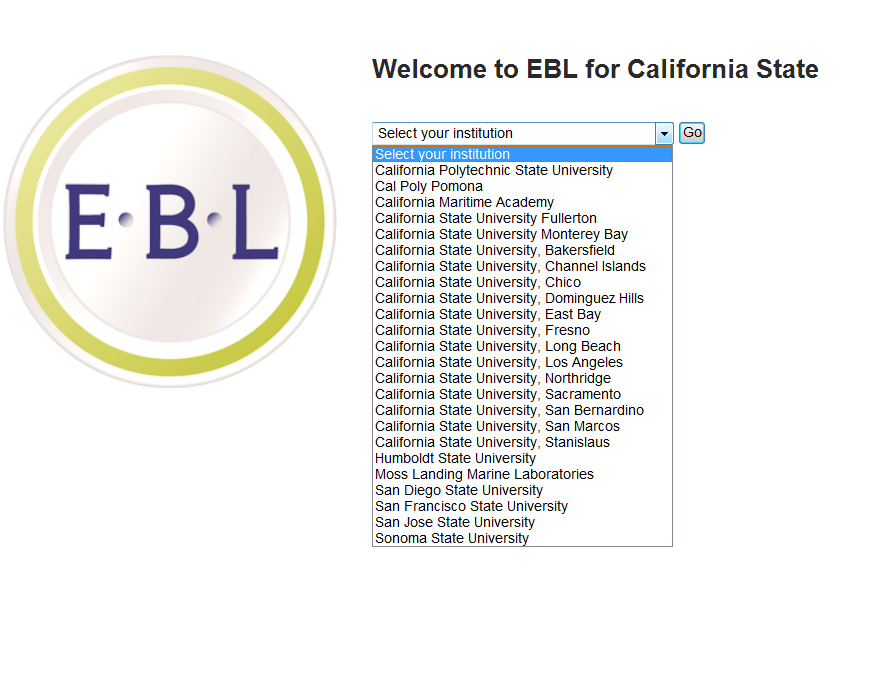 Welcome to EBL for California State
E·B·L
Select your institution
Go
Select your institution
California Polytechnic State University
Cal Poly Pomona
California Maritime Academy
California State University Fullerton
California State University Monterey Bay
California State University, Bakersfield
California State University, Channel Islands
California State University, Chico
California State University, Dominguez Hills
California State University, East Bay
California State University, Fresno
California State University, Long Beach
California State University, Los Angeles
California State University, Northridge
California State University, Sacramento
California State University, San Bernardino
California State University, San Marcos
California State University, Stanislaus
Humboldt State University
Moss Landing Marine Laboratories
San Diego State University
San Francisco State University
San Jose State University
Sonoma State University